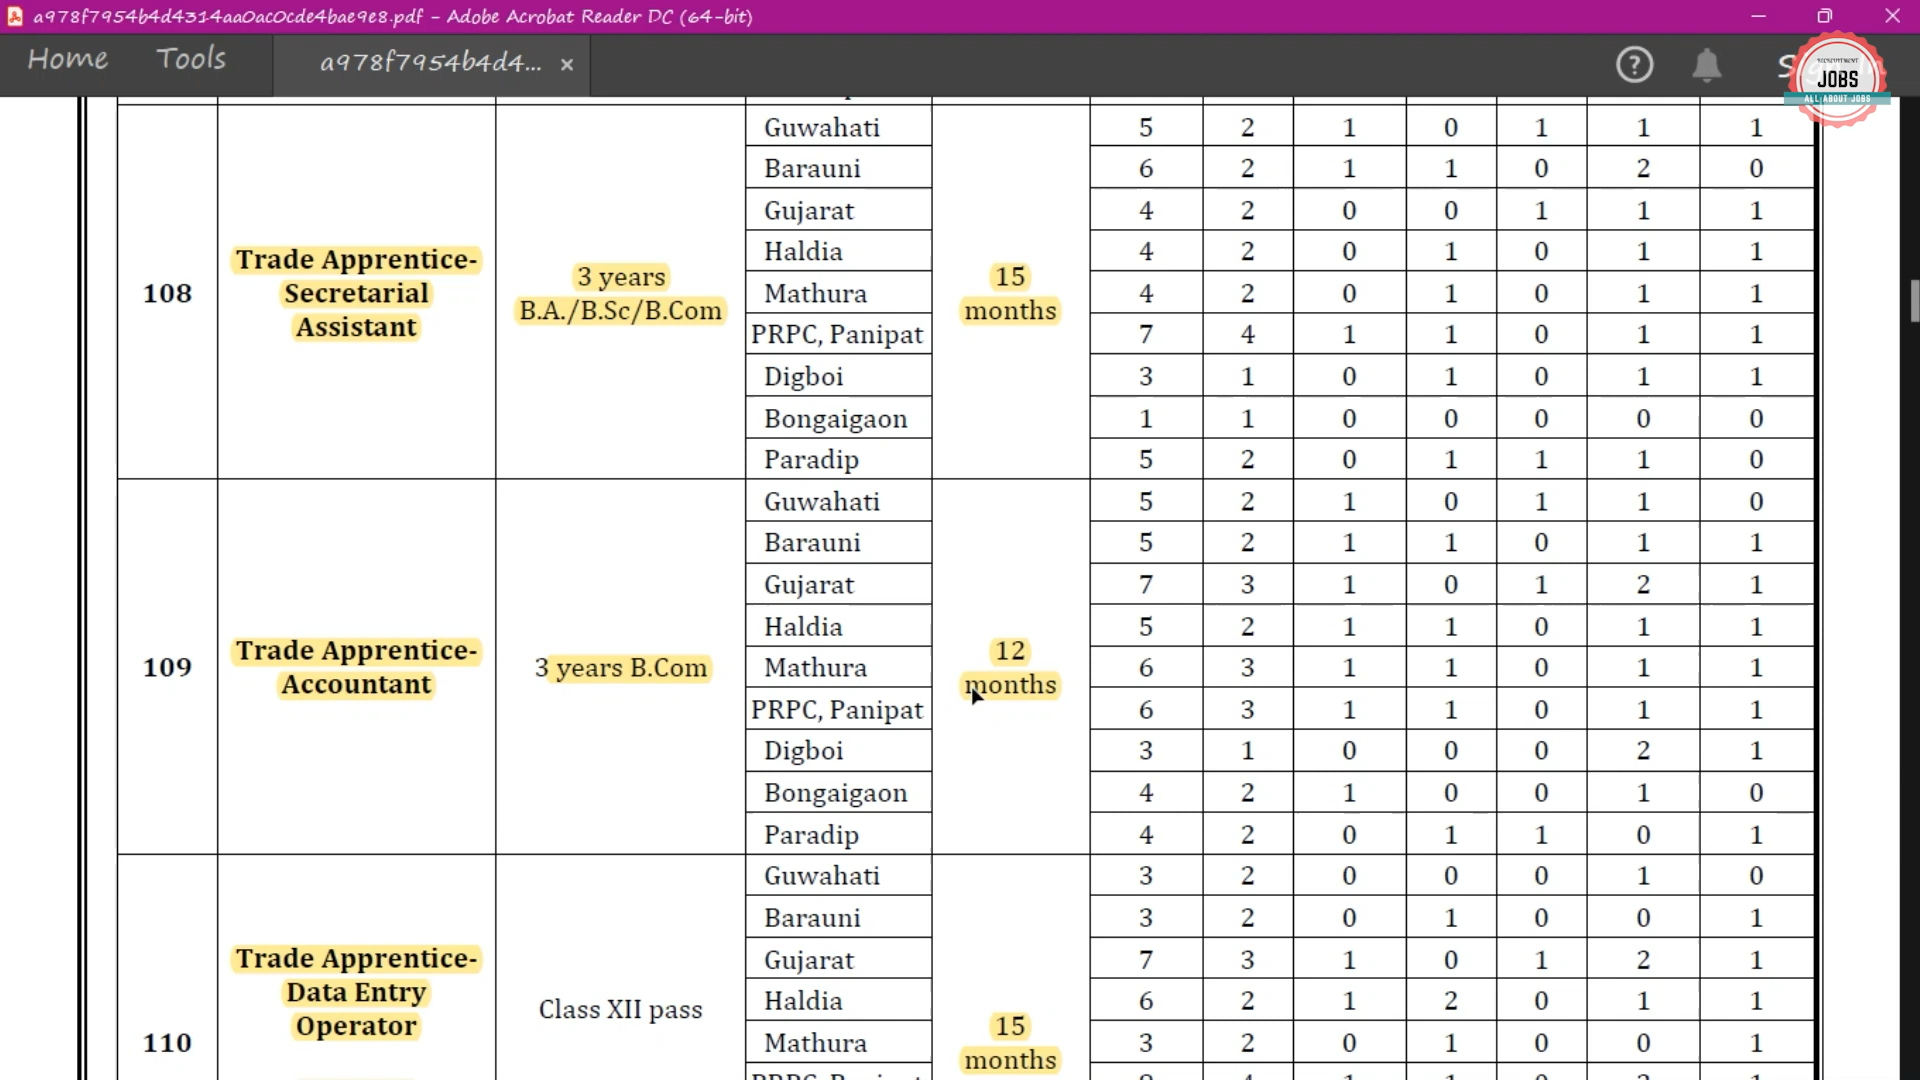 a978f7954b4d4314aa0ac0cde4bae9e8.pdf - Adobe Acrobat Reader DC (64-bit)
Home Tools a978f7954b4d4... ×
RECRUITMENT
JOBS
ALL ABOUT JOBS
108
Trade Apprentice-
Secretarial
Assistant
3 years
B.A./B.Sc/B.Com
15
months
Guwahati 5 2 1 0 1 1 1
Barauni 6 2 1 1 0 2 0
Gujarat 4 2 0 0 1 1 1
Haldia 4 2 0 1 0 1 1
Mathura 4 2 0 1 0 1 1
PRPC, Panipat 7 4 1 1 0 1 1
Digboi 3 1 0 1 0 1 1
Bongaigaon 1 1 0 0 0 0 0
Paradip 5 2 0 1 1 1 0
109
Trade Apprentice-
Accountant
3 years B.Com
12
months
Guwahati 5 2 1 0 1 1 0
Barauni 5 2 1 1 0 1 1
Gujarat 7 3 1 0 1 2 1
Haldia 5 2 1 1 0 1 1
Mathura 6 3 1 1 0 1 1
PRPC, Panipat 6 3 1 1 0 1 1
Digboi 3 1 0 0 0 2 1
Bongaigaon 4 2 1 0 0 1 0
Paradip 4 2 0 1 1 0 1
110
Trade Apprentice-
Data Entry
Operator
Class XII pass
15
months
Guwahati 3 2 0 0 0 1 0
Barauni 3 2 0 1 0 0 1
Gujarat 7 3 1 0 1 2 1
Haldia 6 2 1 2 0 1 1
Mathura 3 2 0 1 0 0 1